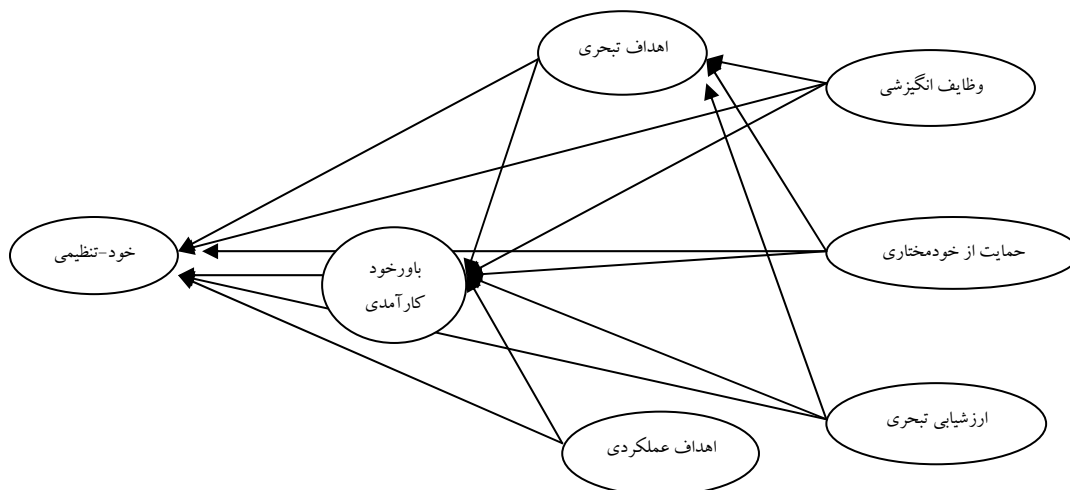 اهداف تبحری
وظایف انگیزشی
خود-تنظیمی
باورخود
کارآمدی
حمایت از خودمختاری
ارزشیابی تبحری
اهداف عملکردی